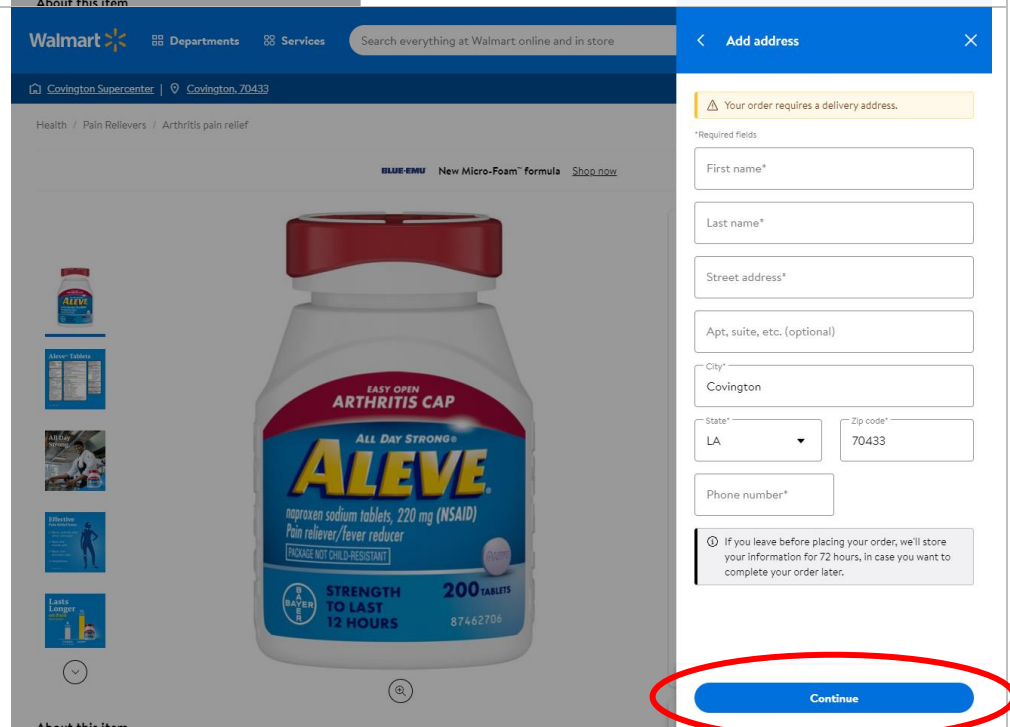 About this item
Walmart
Departments
Services
Search everything at Walmart online and in store
Add address
Covington Supercenter | Covington, 70433
Your order requires a delivery address.
Health / Pain Relievers / Arthritis pain relief
*Required fields
BLUE-EMU New Micro-Foam™ formula Shop now
First name*
Last name*
Street address*
Apt, suite, etc. (optional)
City*
Covington
State*
LA
Zip code*
70433
Phone number*
If you leave before placing your order, we'll store
your information for 72 hours, in case you want to
complete your order later.
Continue
ALEVE
Aleve® Tablets
All Day
Strong
Effective
Lasts
Longer
EASY OPEN
ARTHRITIS CAP
ALL DAY STRONG®
ALEVE.
naproxen sodium tablets, 220 mg (NSAID)
Pain reliever/fever reducer
PACKAGE NOT CHILD-RESISTANT
BAYER
STRENGTH
TO LAST
12 HOURS
200 TABLETS
87462706
About this item